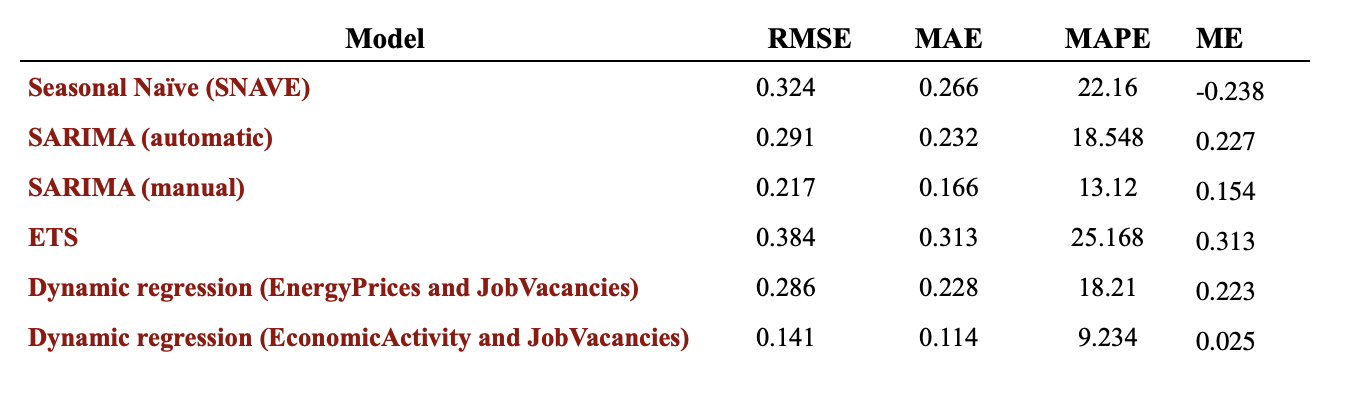 Model RMSE MAE MAPE ME
Seasonal Naïve (SNAVE) 0.324 0.266 22.16 -0.238
SARIMA (automatic) 0.291 0.232 18.548 0.227
SARIMA (manual) 0.217 0.166 13.12 0.154
ETS 0.384 0.313 25.168 0.313
Dynamic regression (EnergyPrices and JobVacancies) 0.286 0.228 18.21 0.223
Dynamic regression (EconomicActivity and JobVacancies) 0.141 0.114 9.234 0.025